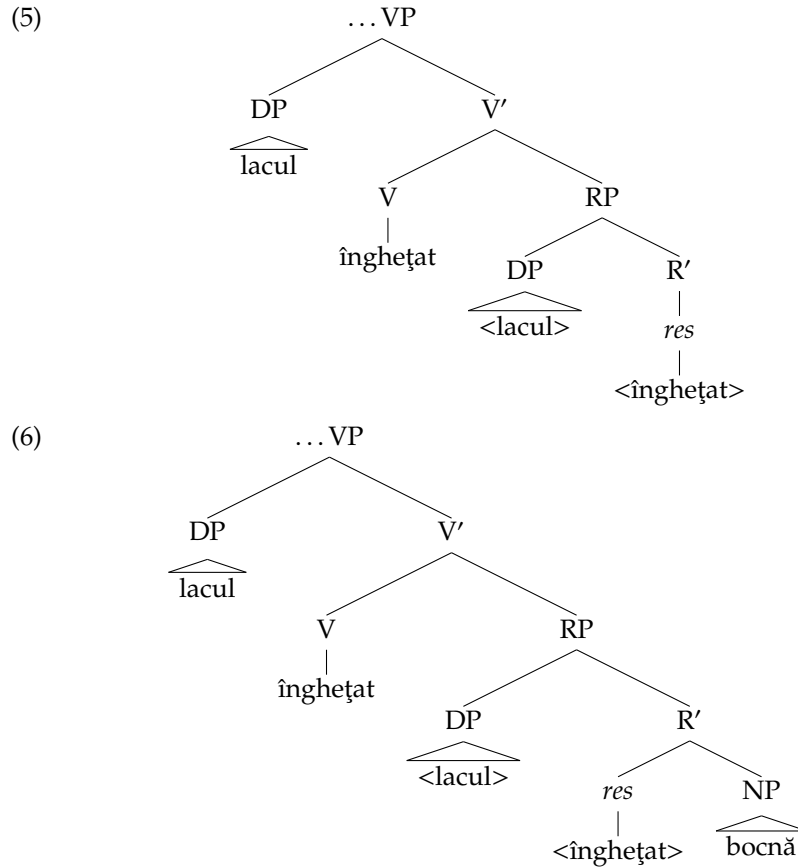 (5)
. . . VP
DP V′
lacul
V RP
îngheţat
DP R’
<lacul> res
<îngheţat>
(6)
. . . VP
DP V′
lacul
V RP
îngheţat
DP R’
<lacul>
res NP
<îngheţat> bocnă